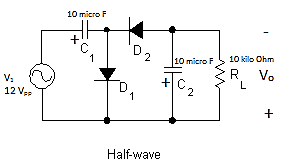 10 micro F
+ C1
D2
-
10 micro F
10 kilo Ohm
V1
12 VPP
D1
+ C2
RL
Vo
+
Half-wave